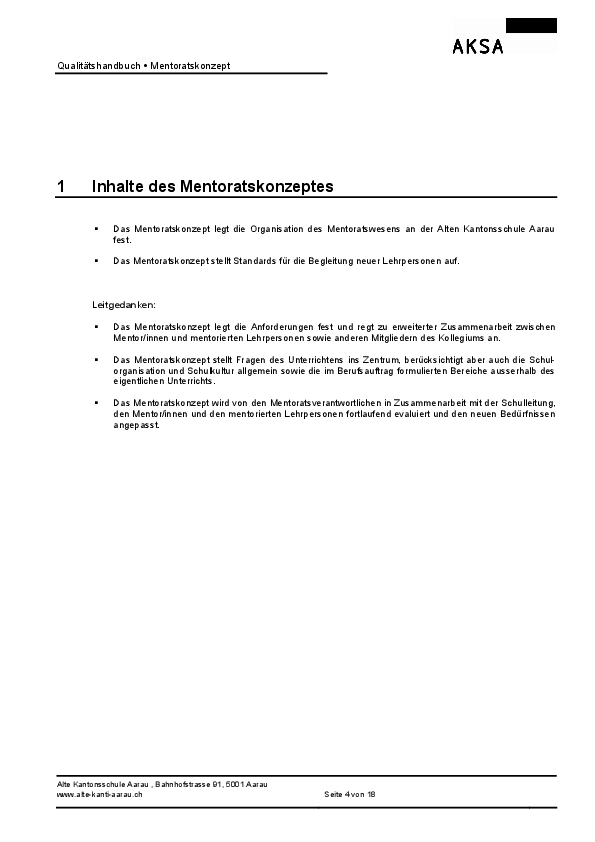 AKSA
Qualitätshandbuch • Mentoratskonzept
1 Inhalte des Mentoratskonzeptes
▪ Das Mentoratskonzept legt die Organisation des Mentoratswesens an der Alten Kantonsschule Aarau
fest.
▪ Das Mentoratskonzept stellt Standards für die Begleitung neuer Lehrpersonen auf.
Leitgedanken:
▪ Das Mentoratskonzept legt die Anforderungen fest und regt zu erweiterter Zusammenarbeit zwischen
Mentor/innen und mentorierten Lehrpersonen sowie anderen Mitgliedern des Kollegiums an.
▪ Das Mentoratskonzept stellt Fragen des Unterrichtens ins Zentrum, berücksichtigt aber auch die Schul-
organisation und Schulkultur allgemein sowie die im Berufsauftrag formulierten Bereiche ausserhalb des
eigentlichen Unterrichts.
▪ Das Mentoratskonzept wird von den Mentoratsverantwortlichen in Zusammenarbeit mit der Schulleitung,
den Mentor/innen und den mentorierten Lehrpersonen fortlaufend evaluiert und den neuen Bedürfnissen
angepasst.
Alte Kantonsschule Aarau , Bahnhofstrasse 91, 5001 Aarau
www.alte-kanti-aarau.ch Seite 4 von 18